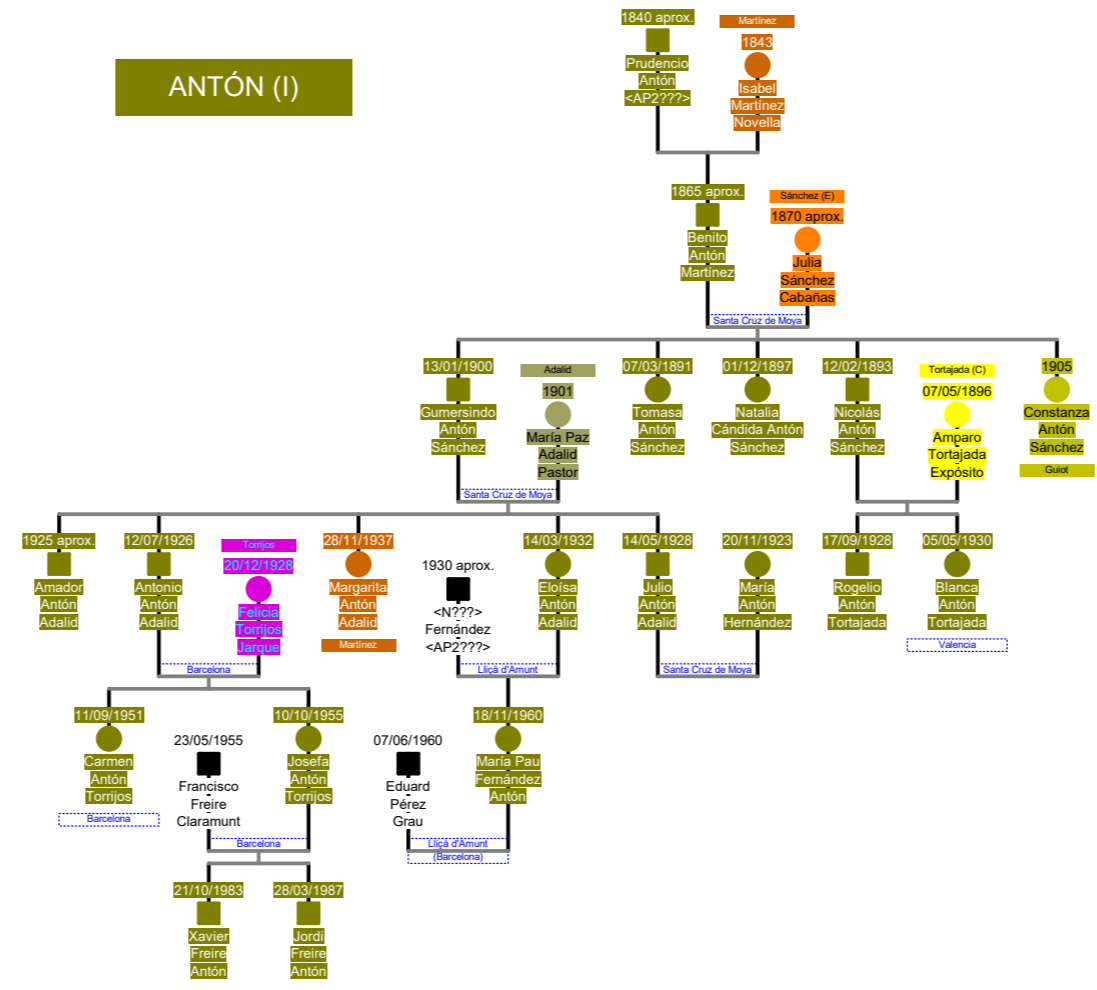 ANTÓN (I)
1840 aprox.
Prudencio
Antón
<AP2???>
Martínez
1843
Isabel
Martínez
Novella
1865 aprox.
Benito
Antón
Martínez
Sánchez (E)
1870 aprox.
Julia
Sánchez
Cabañas
Santa Cruz de Moya
13/01/1900
Gumersindo
Antón
Sánchez
Adalid
1901
María Paz
Adalid
Pastor
07/03/1891
Tomasa
Antón
Sánchez
01/12/1897
Natalia
Cándida Antón
Sánchez
12/02/1893
Nicolás
Antón
Sánchez
Tortajada (C)
07/05/1896
Amparo
Tortajada
Expósito
1905
Constanza
Antón
Sánchez
Guiot
Santa Cruz de Moya
1925 aprox.
Amador
Antón
Adalid
12/07/1926
Antonio
Antón
Adalid
Torrijos
20/12/1928
Felicia
Torrijos
Jarque
28/11/1937
Margarita
Antón
Adalid
Martínez
1930 aprox.
<N???>
Fernández
<AP2???>
14/03/1932
Eloísa
Antón
Adalid
14/05/1928
Julio
Antón
Adalid
20/11/1923
María
Antón
Hernández
17/09/1928
Rogelio
Antón
Tortajada
05/05/1930
Blanca
Antón
Tortajada
Valencia
Barcelona
Lliçá d'Amunt
Santa Cruz de Moya
11/09/1951
Carmen
Antón
Torrijos
Barcelona
23/05/1955
Francisco
Freire
Claramunt
10/10/1955
Josefa
Antón
Torrijos
07/06/1960
Eduard
Pérez
Grau
18/11/1960
María Pau
Fernández
Antón
Barcelona
Lliçá d'Amunt
(Barcelona)
21/10/1983
Xavier
Freire
Antón
28/03/1987
Jordi
Freire
Antón